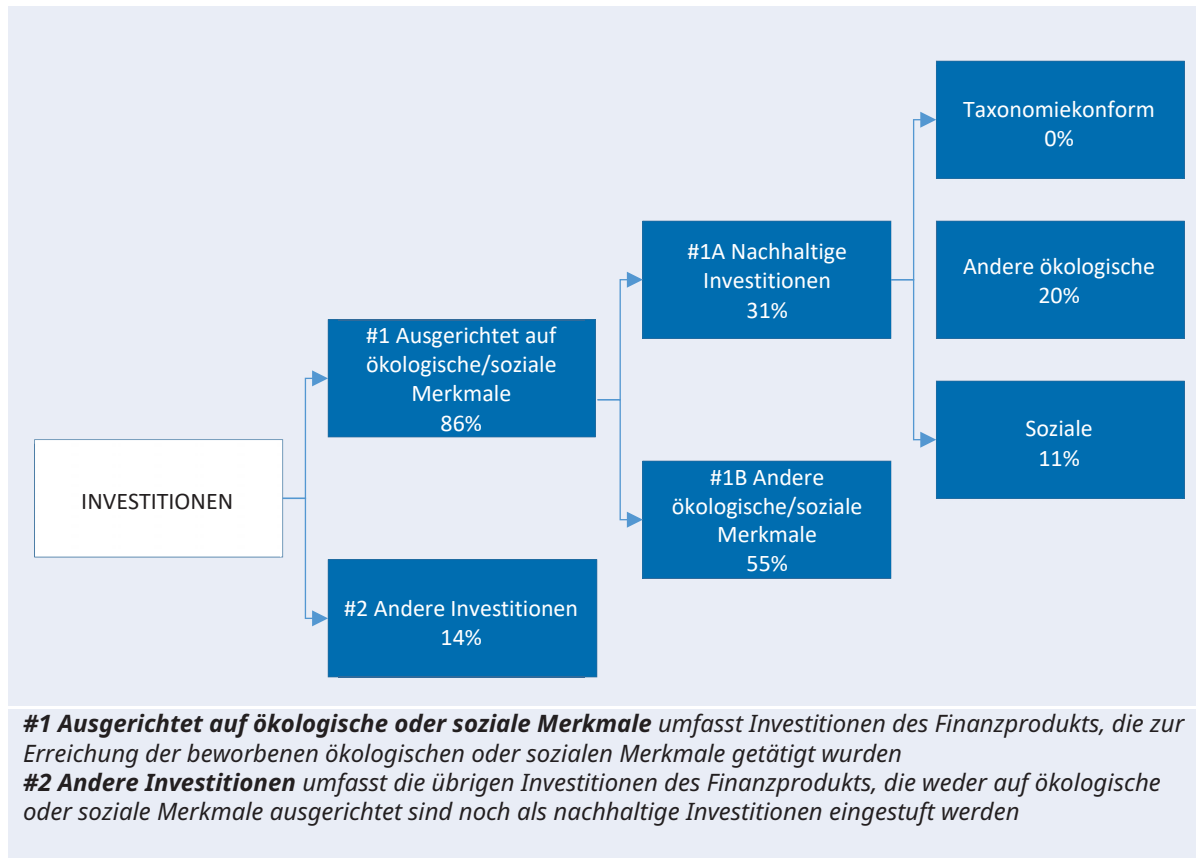 Taxonomiekonform
0%
#1A Nachhaltige
Investitionen
31%
Andere ökologische
20%
#1 Ausgerichtet auf
ökologische/soziale
Merkmale
86%
Soziale
11%
INVESTITIONEN
#1B Andere
ökologische/soziale
Merkmale
55%
#2 Andere Investitionen
14%
#1 Ausgerichtet auf ökologische oder soziale Merkmale umfasst Investitionen des Finanzprodukts, die zur
Erreichung der beworbenen ökologischen oder sozialen Merkmale getätigt wurden
#2 Andere Investitionen umfasst die übrigen Investitionen des Finanzprodukts, die weder auf ökologische
oder soziale Merkmale ausgerichtet sind noch als nachhaltige Investitionen eingestuft werden